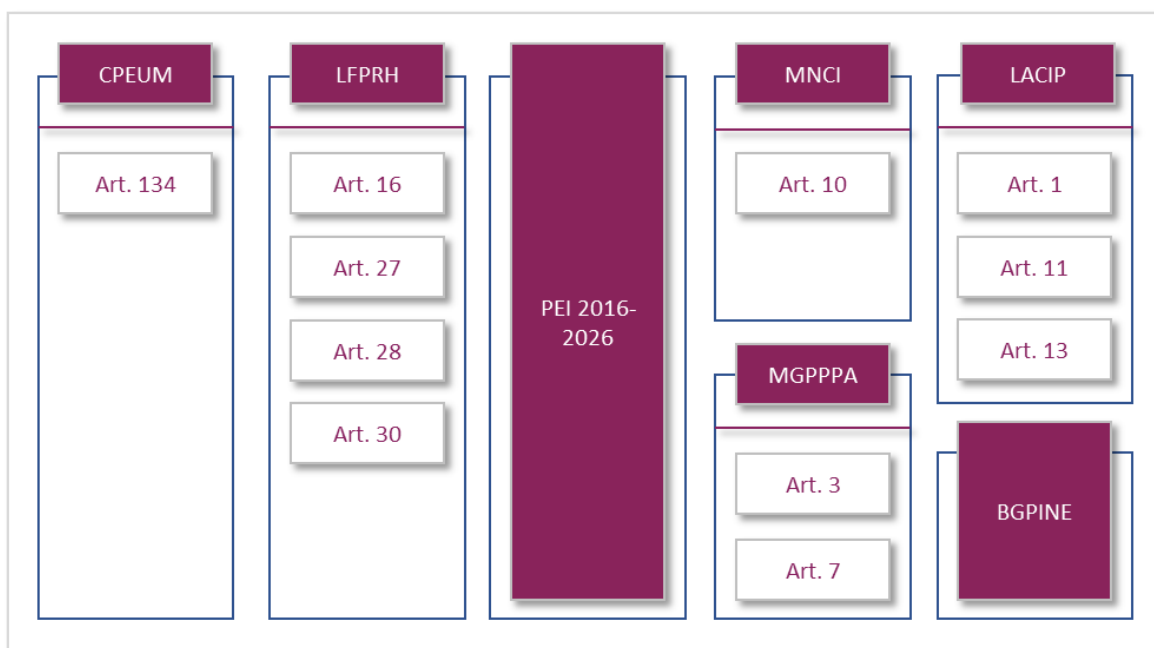 CPEUM
Art. 134
LFPRH
Art. 16
Art. 27
Art. 28
Art. 30
PEI 2016-
2026
MNCI
Art. 10
MGPPPA
Art. 3
Art. 7
LACIP
Art. 1
Art. 11
Art. 13
BGPINE